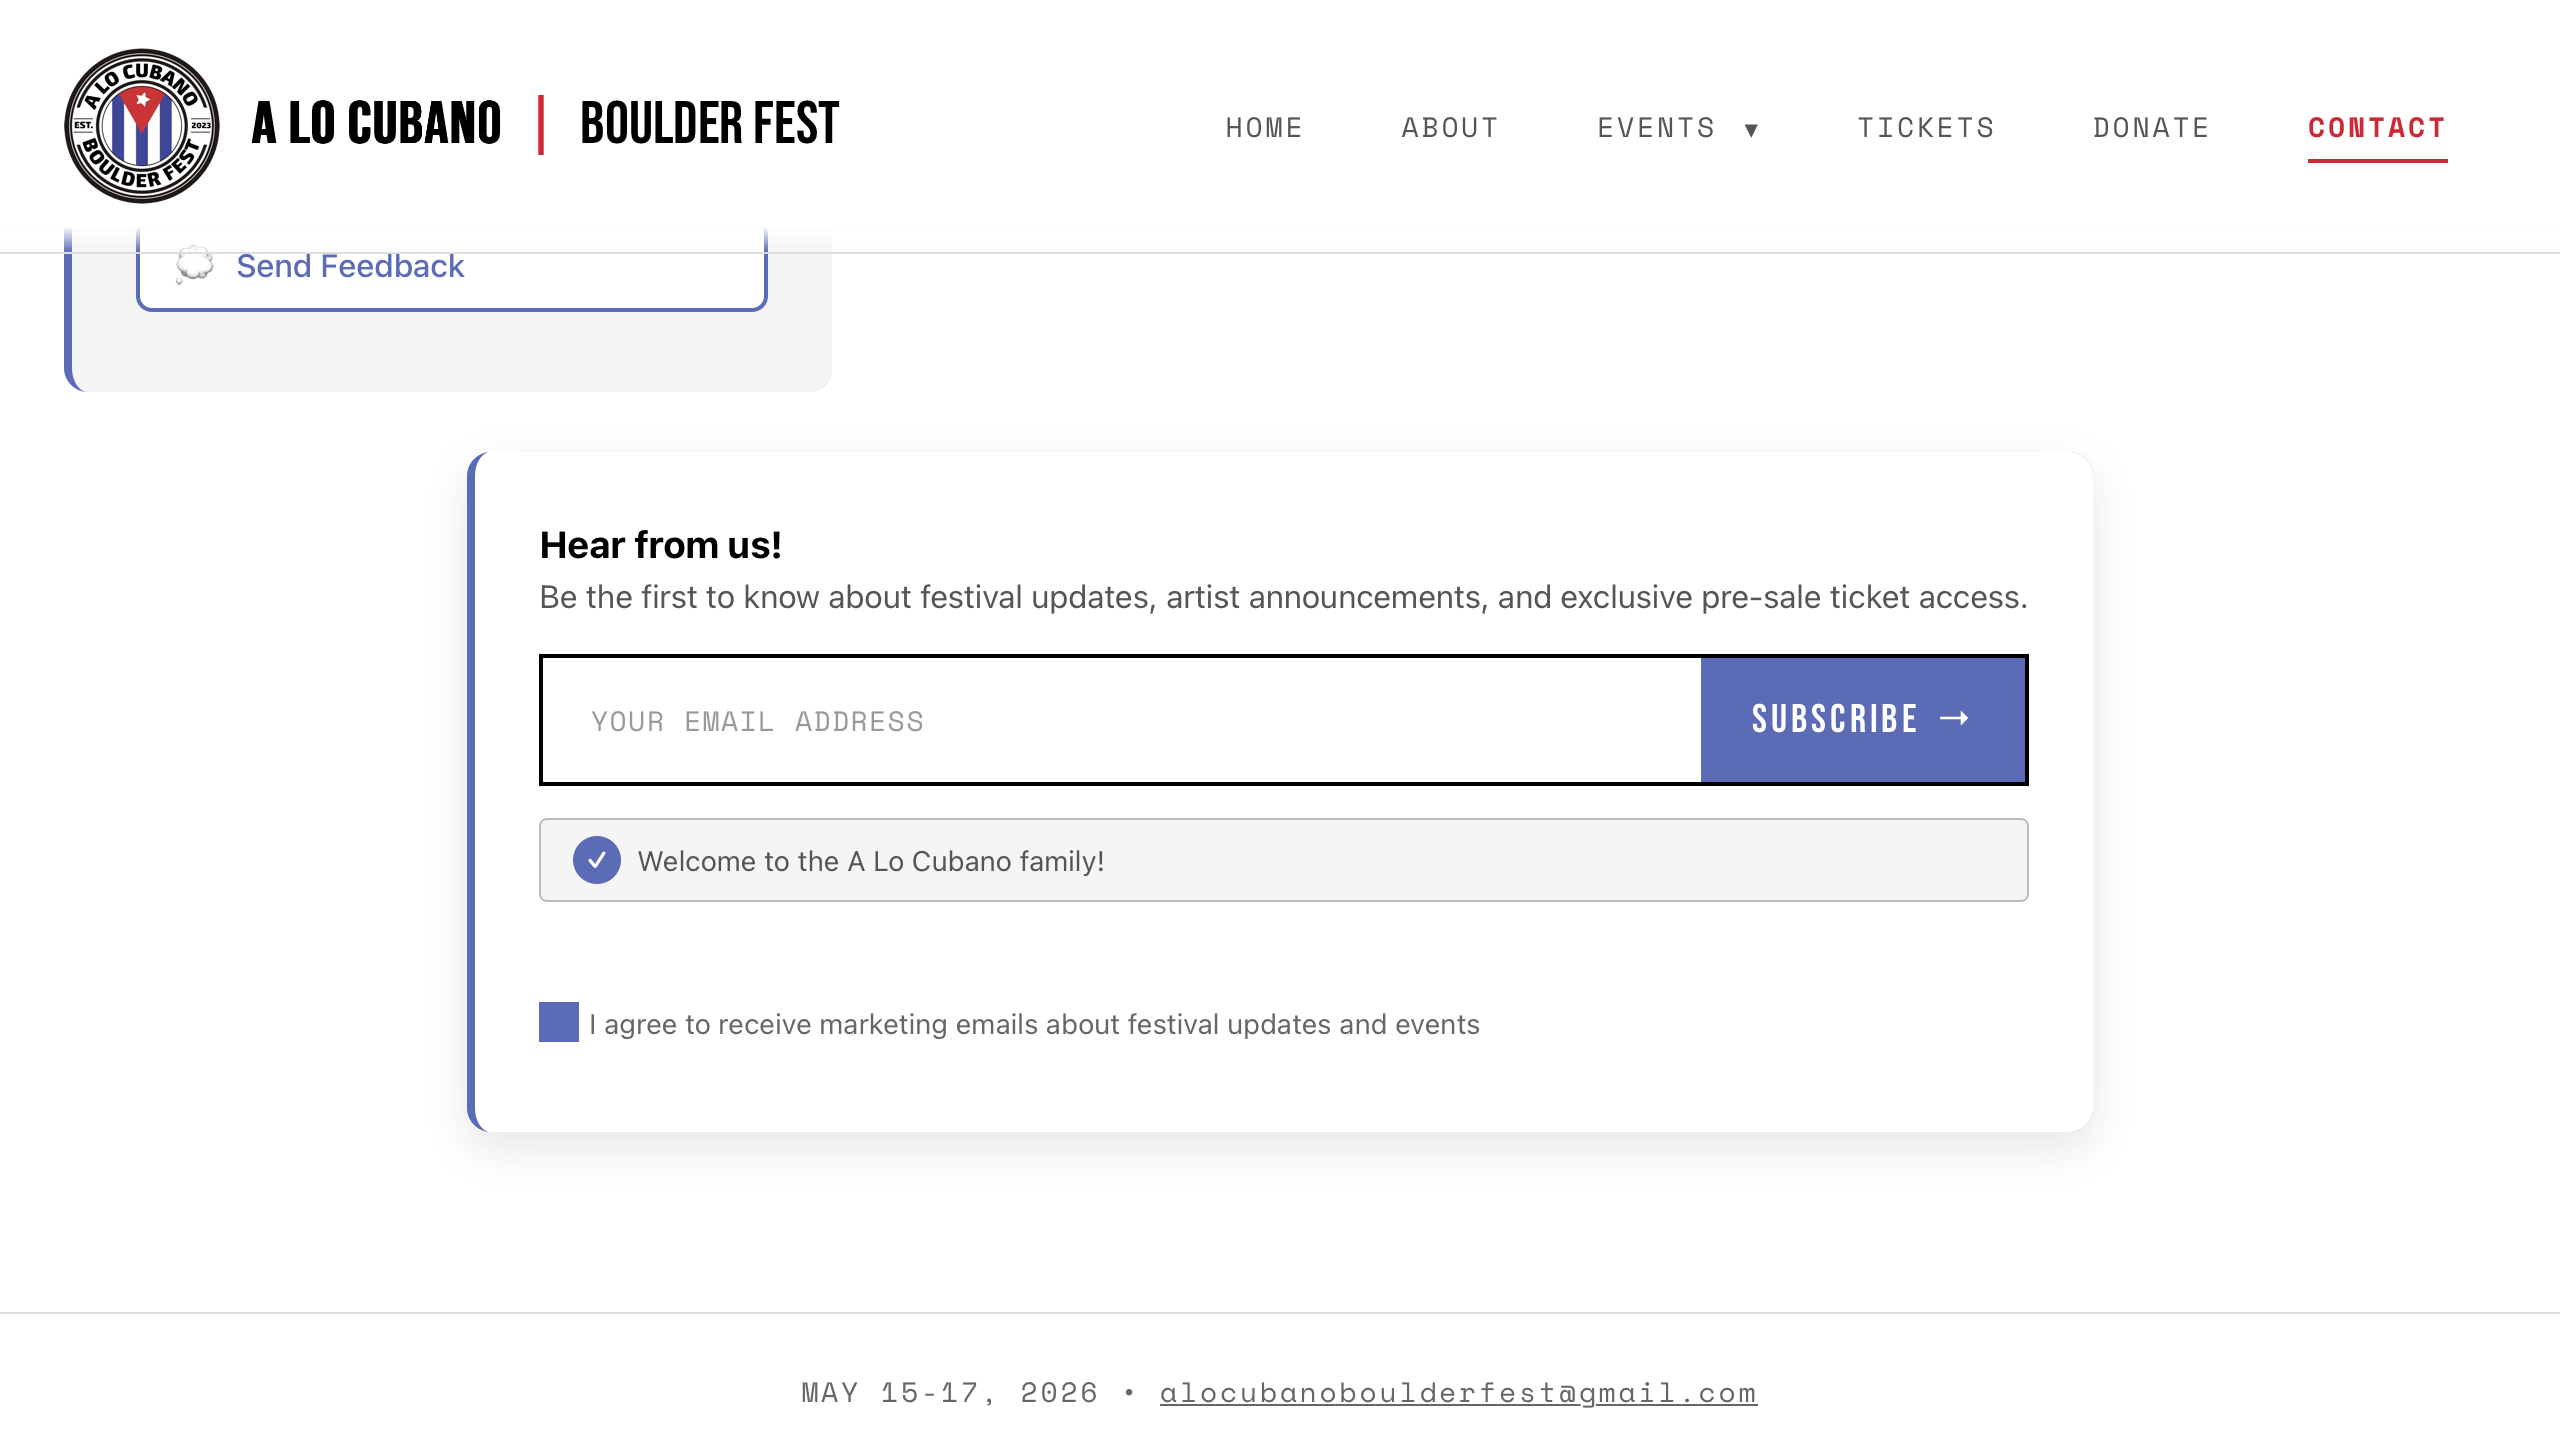 A LO CUBANO
EST. 2023
BOULDER FEST
A LO CUBANO | BOULDER FEST
HOME ABOUT EVENTS ▼ TICKETS DONATE CONTACT
Send Feedback
Hear from us!
Be the first to know about festival updates, artist announcements, and exclusive pre-sale ticket access.
YOUR EMAIL ADDRESS SUBSCRIBE →
Welcome to the A Lo Cubano family!
I agree to receive marketing emails about festival updates and events
MAY 15-17, 2026 • alocubanoboulderfest@gmail.com